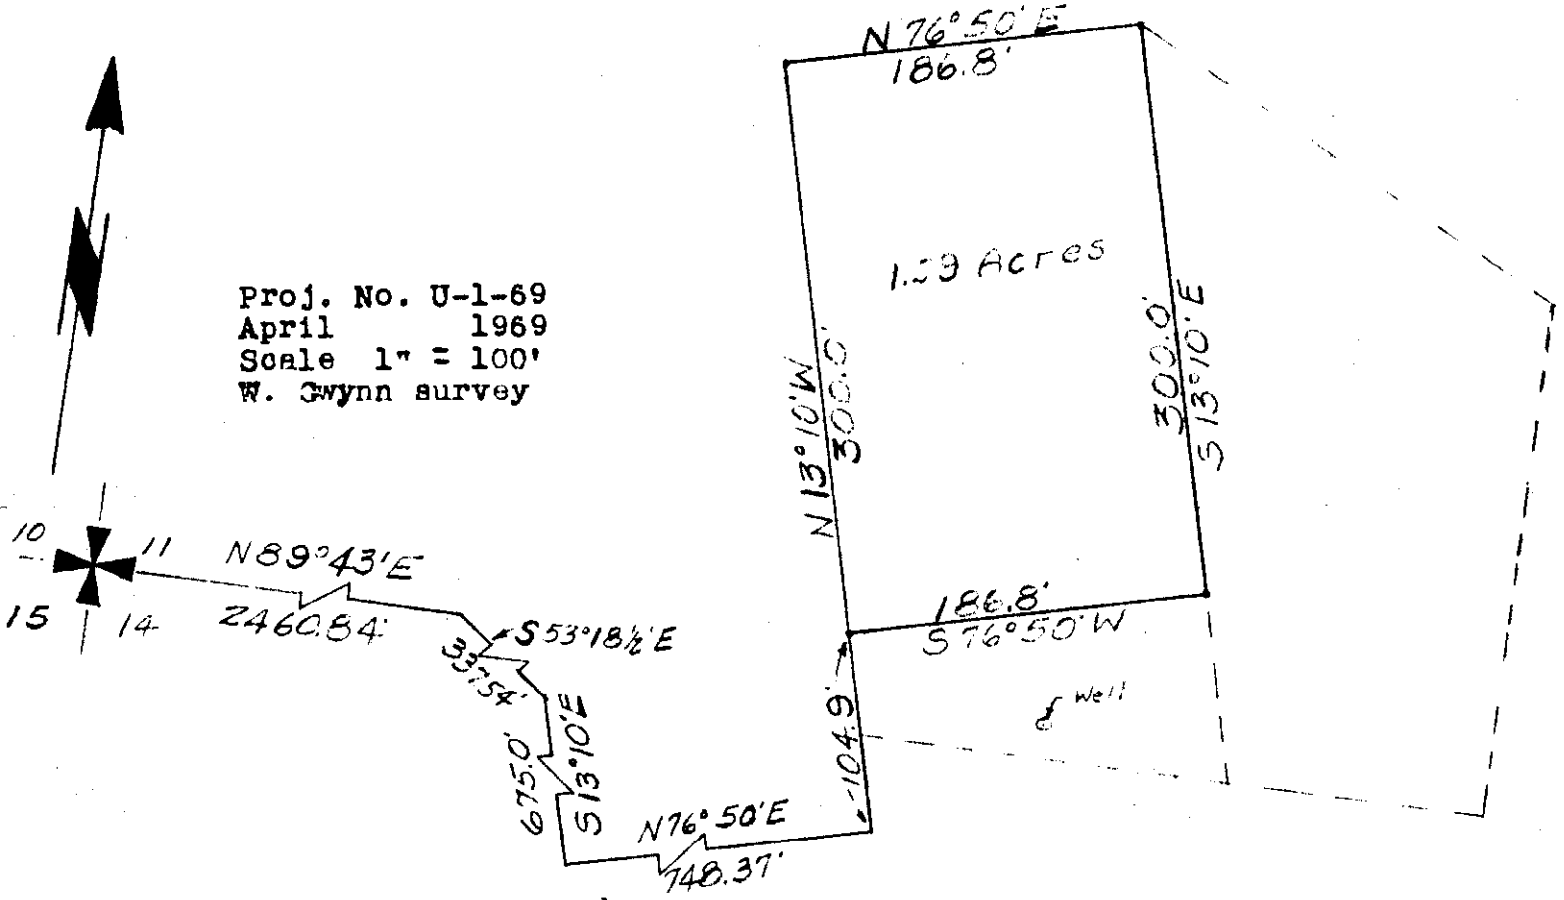 N 76° 50' E
186.8'
1.29 Acres
Proj. No. U-1-69
April 1969
Scale 1" = 100'
W. Gwynn survey
N 13° 10' W
300.0'
300.0'
S 13° 10' E
10
11
15
14
N 89° 43' E
2460.84'
S 53° 18½' E
337.54'
186.8'
S 76° 50' W
Well
104.9'
675.0'
S 13° 10' E
N 76° 50' E
748.37'